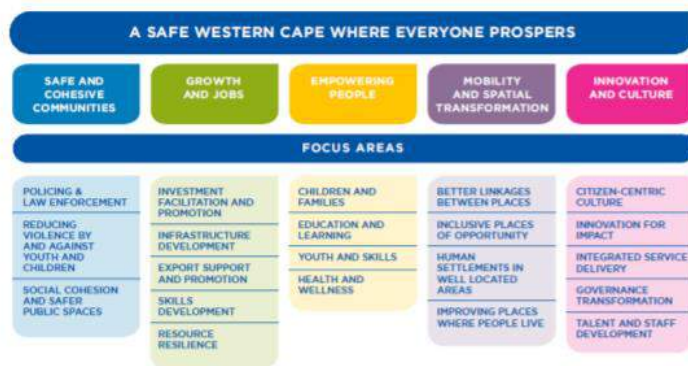 A SAFE WESTERN CAPE WHERE EVERYONE PROSPERS
SAFE AND
COHESIVE
COMMUNITIES
GROWTH
AND JOBS
EMPOWERING
PEOPLE
MOBILITY
AND SPATIAL
TRANSFORMATION
INNOVATION
AND CULTURE
FOCUS AREAS
POLICING &
LAW ENFORCEMENT
REDUCING
VIOLENCE BY
AND AGAINST
YOUTH AND
CHILDREN
SOCIAL COHESION
AND SAFER
PUBLIC SPACES
INVESTMENT
FACILITATION AND
PROMOTION
INFRASTRUCTURE
DEVELOPMENT
EXPORT SUPPORT
AND PROMOTION
SKILLS
DEVELOPMENT
RESOURCE
RESILIENCE
CHILDREN AND
FAMILIES
EDUCATION AND
LEARNING
YOUTH AND SKILLS
HEALTH AND
WELLNESS
BETTER LINKAGES
BETWEEN PLACES
INCLUSIVE PLACES
OF OPPORTUNITY
HUMAN
SETTLEMENTS IN
WELL LOCATED
AREAS
IMPROVING PLACES
WHERE PEOPLE LIVE
CITIZEN-CENTRIC
CULTURE
INNOVATION FOR
IMPACT
INTEGRATED SERVICE
DELIVERY
GOVERNANCE
TRANSFORMATION
TALENT AND STAFF
DEVELOPMENT